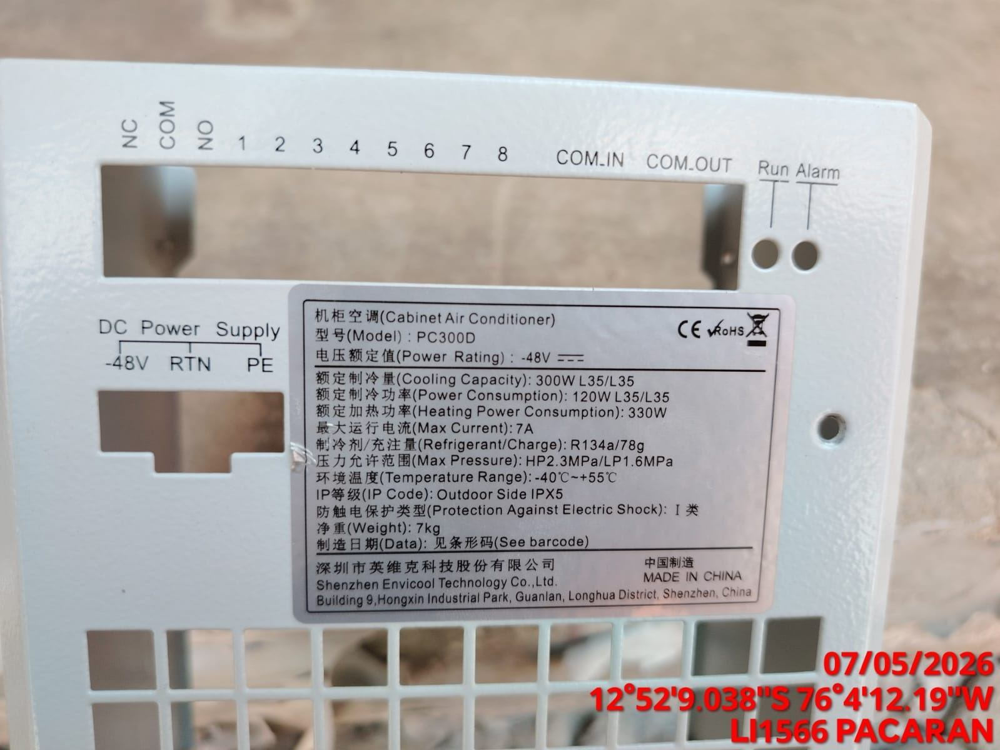 NC COM NO 1 2 3 4 5 6 7 8 COM_IN COM_OUT Run Alarm
DC Power Supply
-48V RTN PE
机柜空调(Cabinet Air Conditioner)
型号(Model) : PC300D
CE RoHS
电压额定值(Power Rating) : -48V
额定制冷量(Cooling Capacity): 300W L35/L35
额定制冷功率(Power Consumption): 120W L35/L35
额定加热功率(Heating Power Consumption): 330W
最大运行电流(Max Current): 7A
制冷剂/充注量(Refrigerant/Charge): R134a/78g
压力允许范围(Max Pressure): HP2.3MPa/LP1.6MPa
环境温度(Temperature Range): -40℃~+55℃
IP等级(IP Code): Outdoor Side IPX5
防触电保护类型(Protection Against Electric Shock): I 类
净重(Weight): 7kg
制造日期(Data): 见条形码(See barcode)
深圳市英维克科技股份有限公司
中国制造
Shenzhen Envicool Technology Co.,Ltd.
MADE IN CHINA
Building 9,Hongxin Industrial Park, Guanlan, Longhua District, Shenzhen, China
07/05/2026
12°52'9.038"S 76°4'12.19"W
LI1566 PACARAN